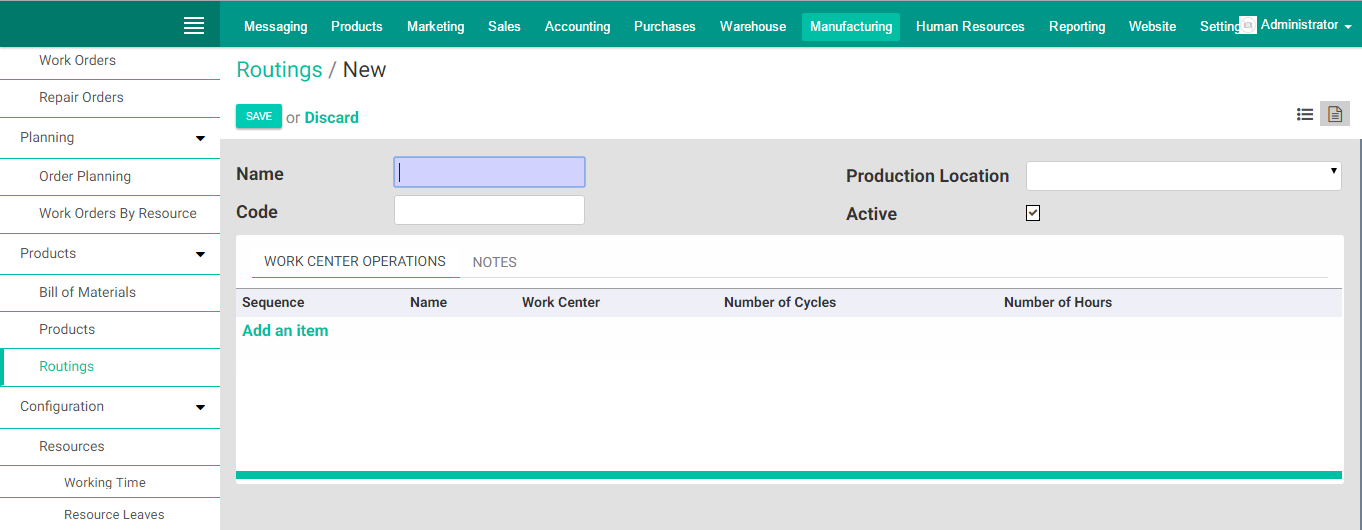 Messaging Products Marketing Sales Accounting Purchases Warehouse Manufacturing Human Resources Reporting Website Setting Administrator
Work Orders
Repair Orders
Planning
Order Planning
Work Orders By Resource
Products
Bill of Materials
Products
Routings
Configuration
Resources
Working Time
Resource Leaves
Routings / New
SAVE or Discard
Name
Production Location
Code
Active
WORK CENTER OPERATIONS NOTES
Sequence Name Work Center Number of Cycles Number of Hours
Add an item